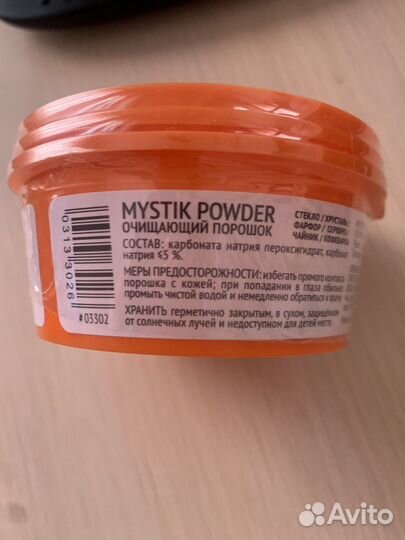 MYSTIK POWDER
ОЧИЩАЮЩИЙ ПОРОШОК
СОСТАВ: карбоната натрия пероксигидрат, карбонат
натрия <5 %.
МЕРЫ ПРЕДОСТОРОЖНОСТИ: избегать прямого контакта
порошка с кожей; при попадании в глаза обильно
промыть чистой водой и немедленно обратиться к врачу
ХРАНИТЬ герметично закрытым, в сухом, защищённом
от солнечных лучей и недоступном для детей месте.
СТЕКЛО / ХРУСТАЛЬ /
ФАРФОР / СЕРЕБРО /
ЧАЙНИК / КОФЕВАРКА
03133026
#03302
Avito